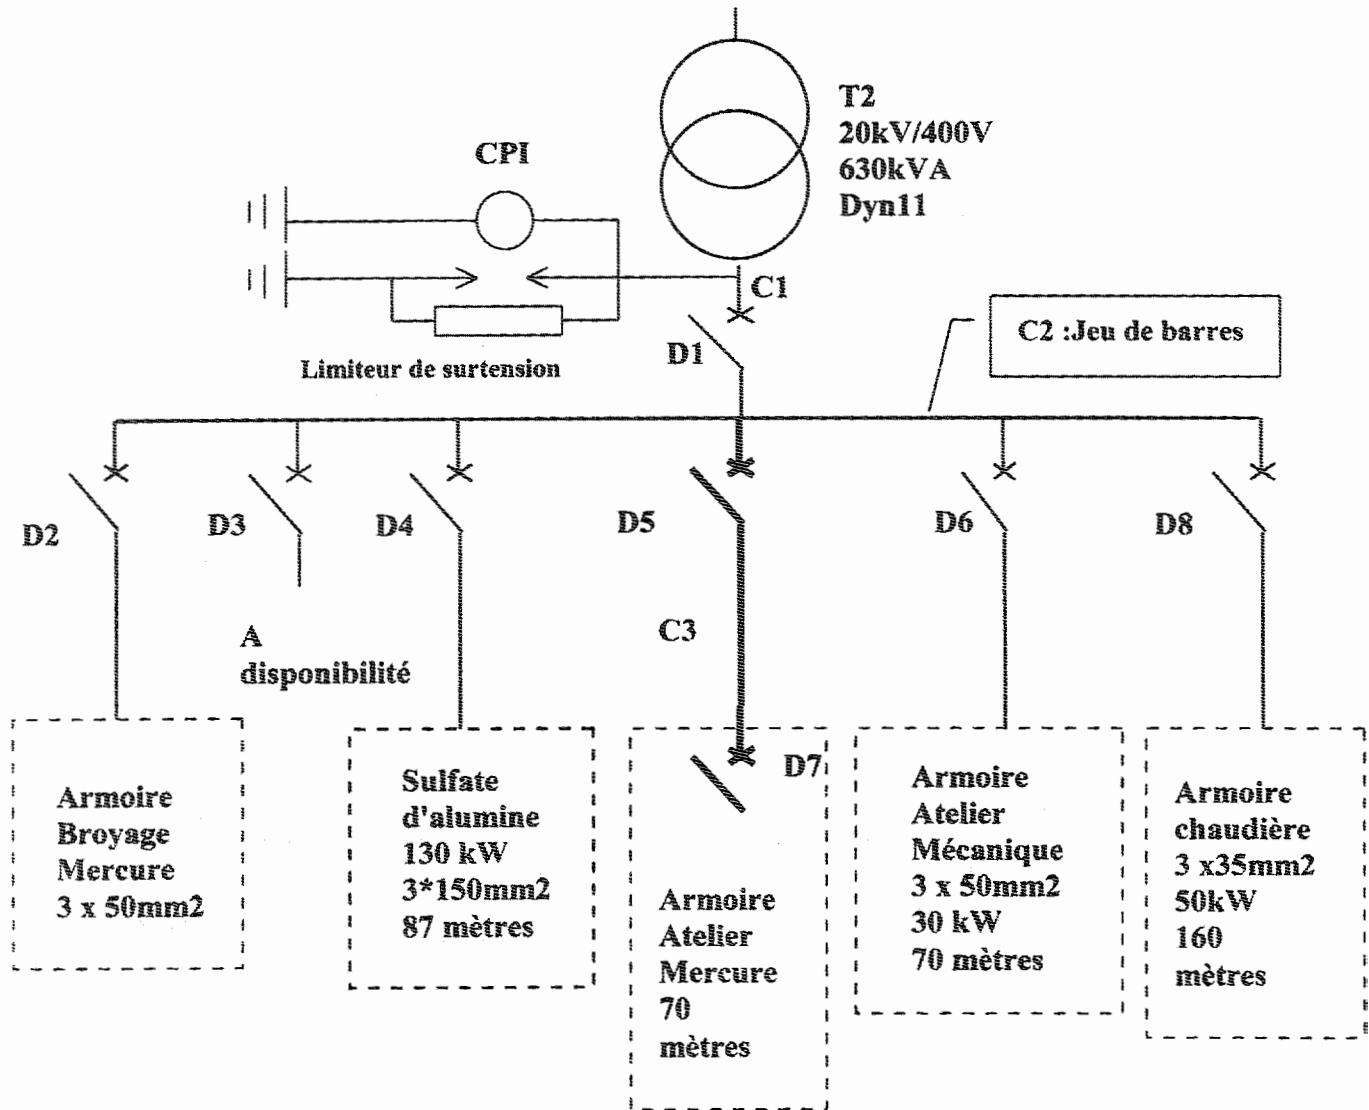 T2
20kV/400V
630kVA
Dyn11
CPI
C1
C2 :Jeu de barres
D1
Limiteur de surtension
D2
D3
D4
D5
D6
D8
A
disponibilité
C3
D7
Armoire
Broyage
Mercure
3 x 50mm2
Sulfate
d'alumine
130 kW
3*150mm2
87 mètres
Armoire
Atelier
Mercure
70
mètres
Armoire
Atelier
Mécanique
3 x 50mm2
30 kW
70 mètres
Armoire
chaudière
3 x35mm2
50kW
160
mètres